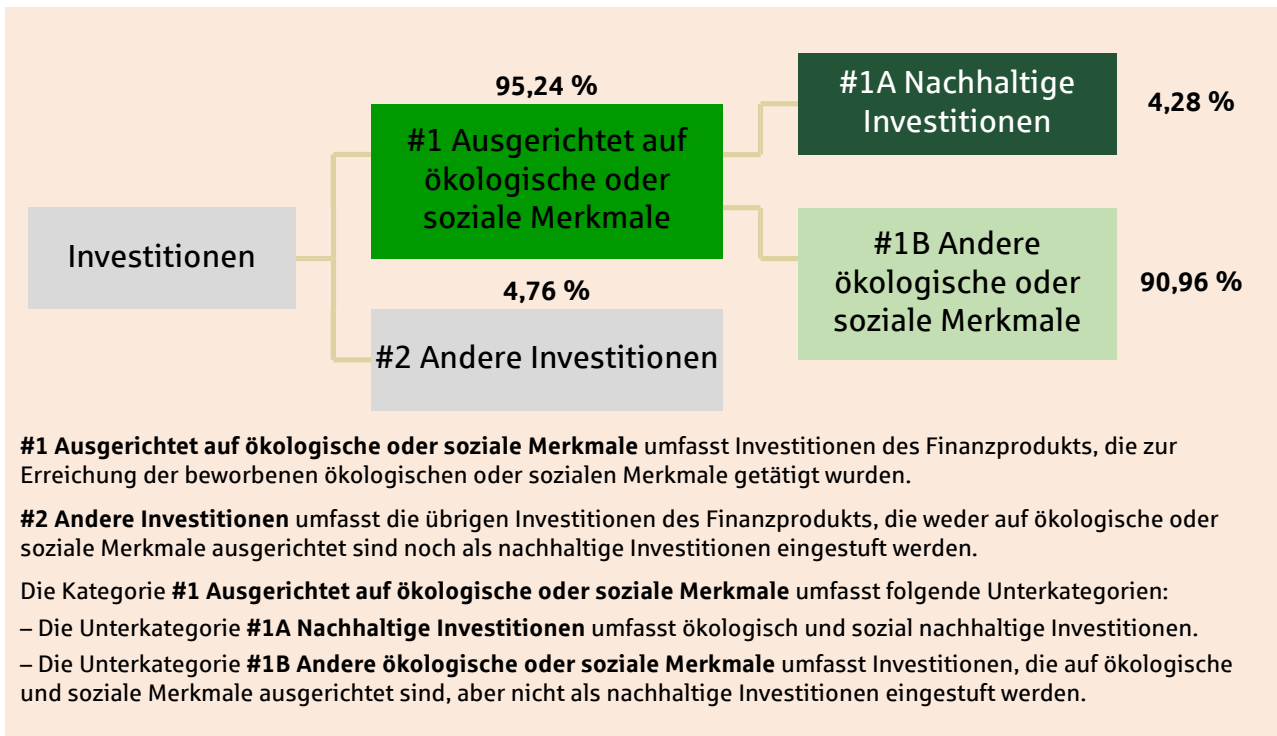 95,24 %
#1 Ausgerichtet auf
ökologische oder
soziale Merkmale
#1A Nachhaltige
Investitionen
4,28 %
Investitionen
#1B Andere
ökologische oder
soziale Merkmale
90,96 %
4,76 %
#2 Andere Investitionen
#1 Ausgerichtet auf ökologische oder soziale Merkmale umfasst Investitionen des Finanzprodukts, die zur
Erreichung der beworbenen ökologischen oder sozialen Merkmale getätigt wurden.
#2 Andere Investitionen umfasst die übrigen Investitionen des Finanzprodukts, die weder auf ökologische oder
soziale Merkmale ausgerichtet sind noch als nachhaltige Investitionen eingestuft werden.
Die Kategorie #1 Ausgerichtet auf ökologische oder soziale Merkmale umfasst folgende Unterkategorien:
– Die Unterkategorie #1A Nachhaltige Investitionen umfasst ökologisch und sozial nachhaltige Investitionen.
– Die Unterkategorie #1B Andere ökologische oder soziale Merkmale umfasst Investitionen, die auf ökologische
und soziale Merkmale ausgerichtet sind, aber nicht als nachhaltige Investitionen eingestuft werden.